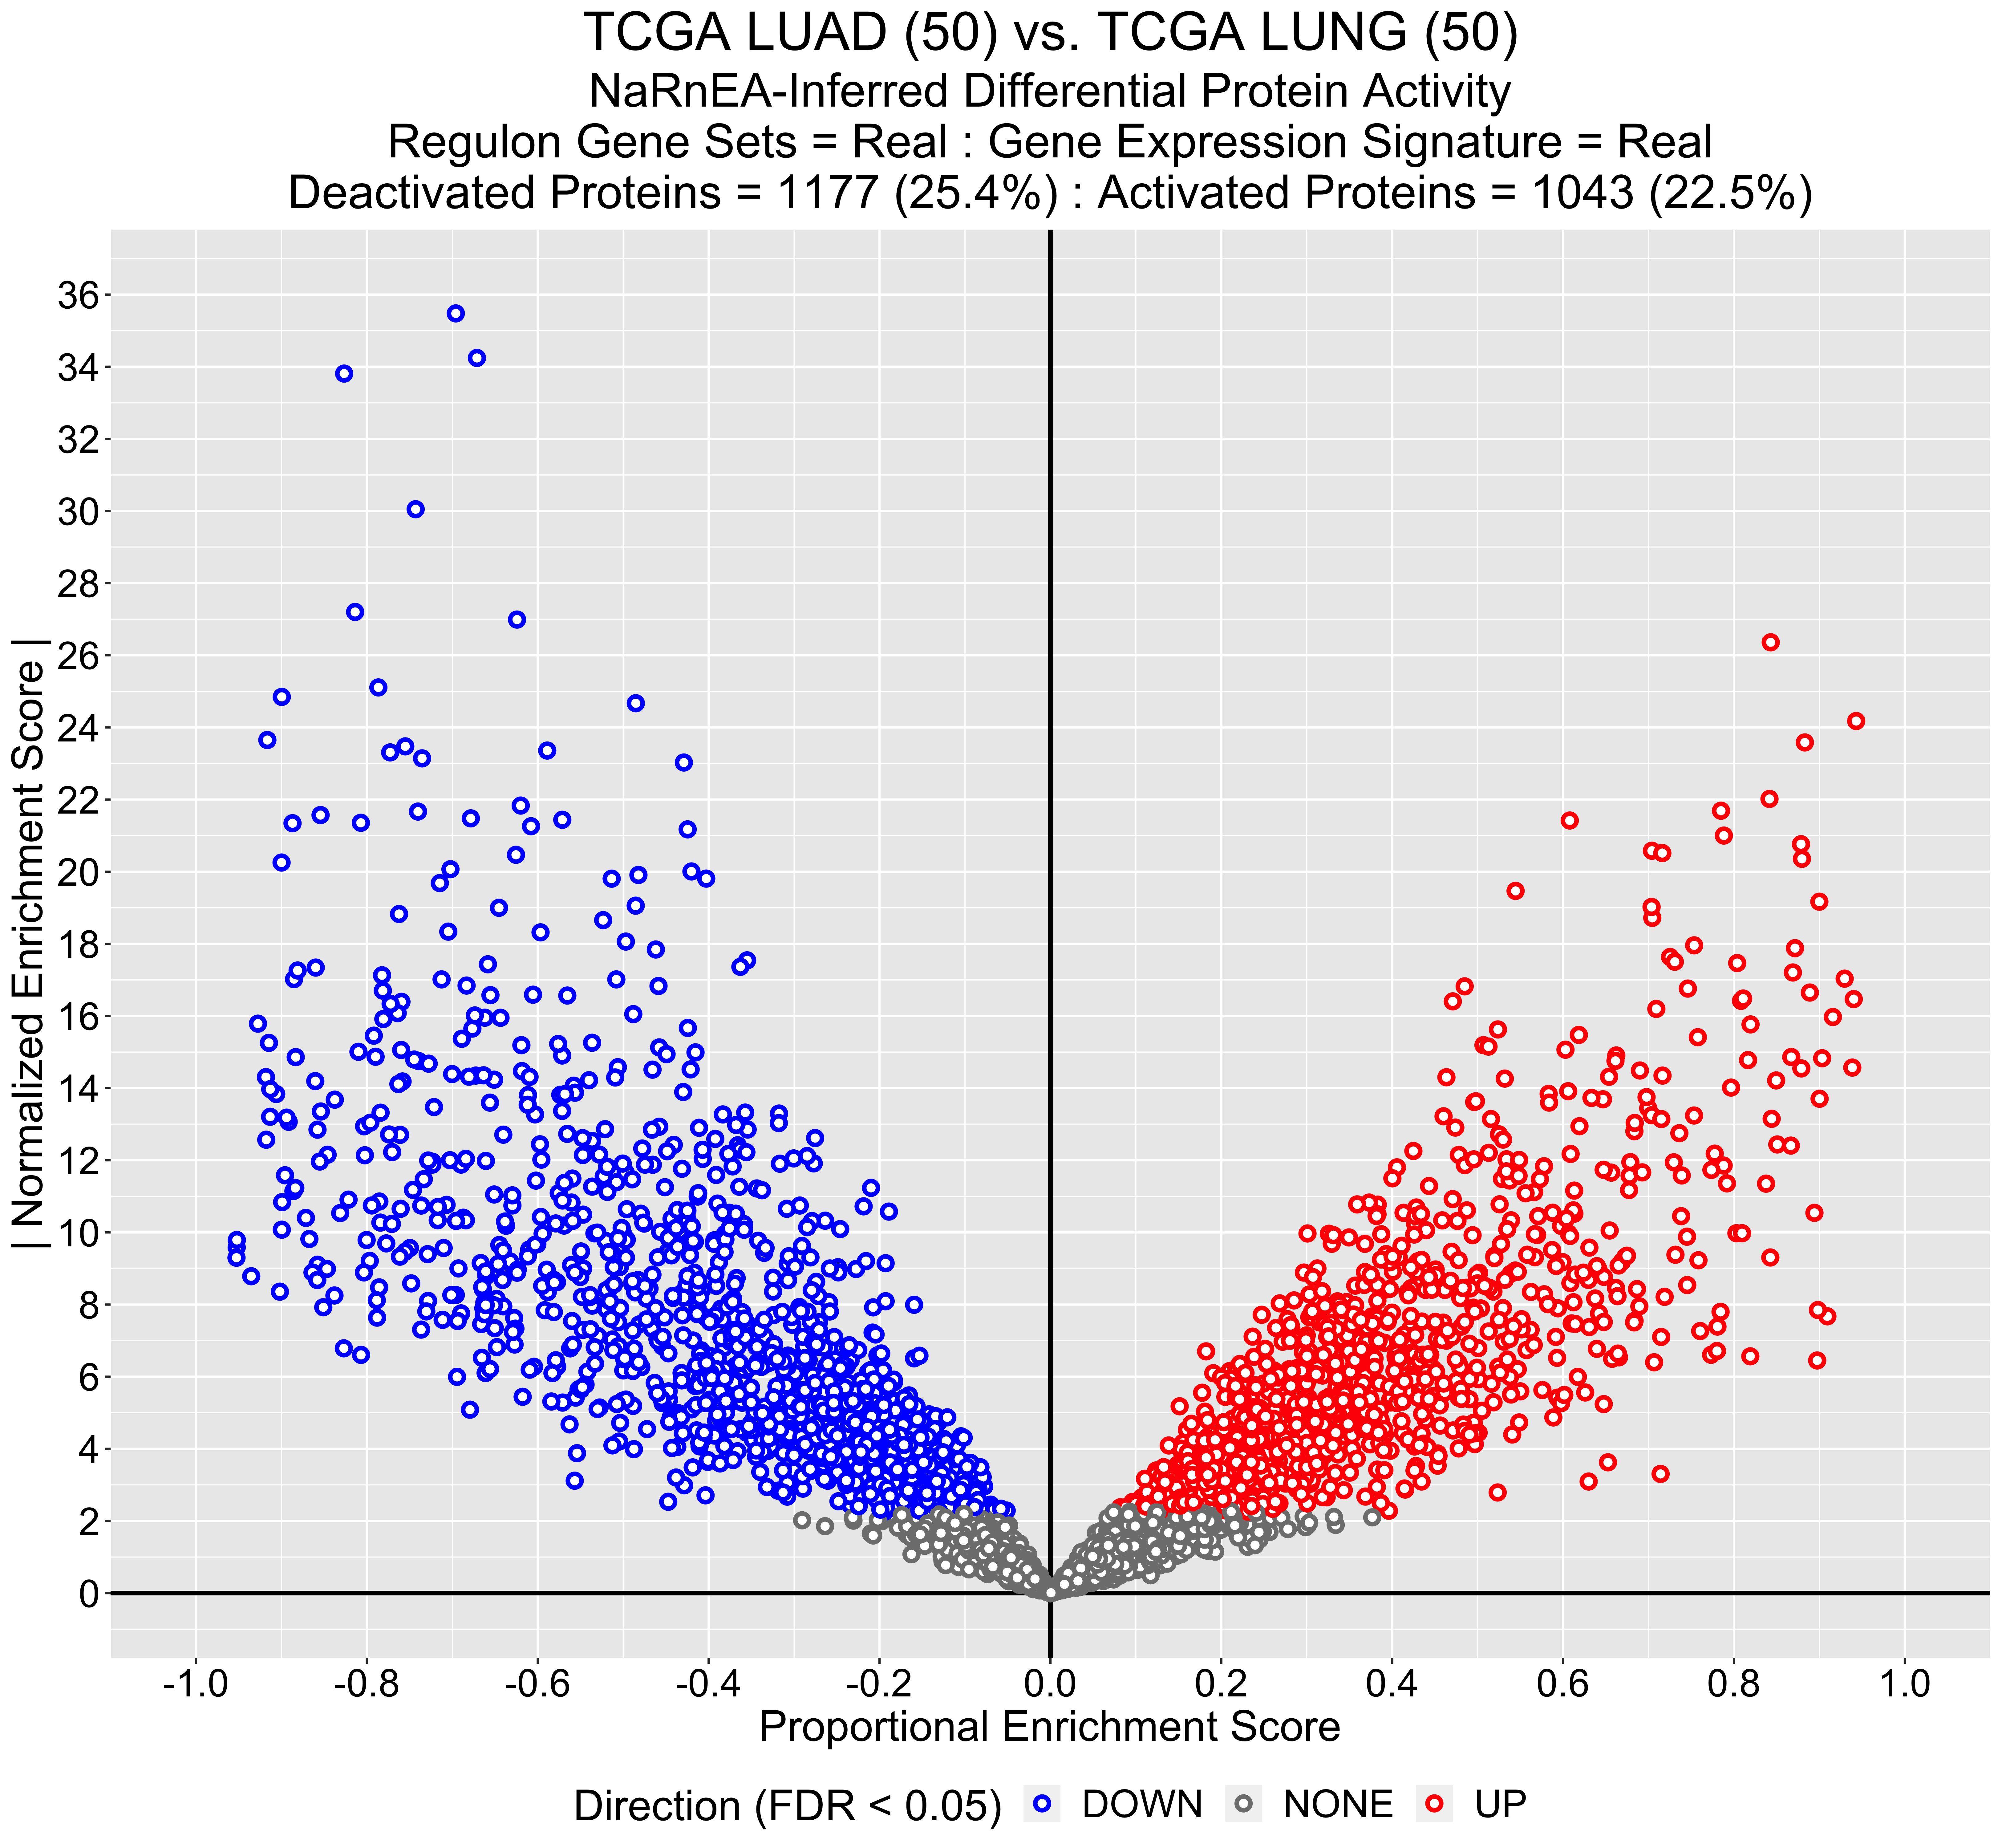 TCGA LUAD (50) vs. TCGA LUNG (50)
NaRnEA-Inferred Differential Protein Activity
Regulon Gene Sets = Real : Gene Expression Signature = Real
Deactivated Proteins = 1177 (25.4%) : Activated Proteins = 1043 (22.5%)
| Normalized Enrichment Score |
36
34
32
30
28
26
24
22
20
18
16
14
12
10
8
6
4
2
0
-1.0 -0.8 -0.6 -0.4 -0.2 0.0 0.2 0.4 0.6 0.8 1.0
Proportional Enrichment Score
Direction (FDR < 0.05) DOWN NONE UP